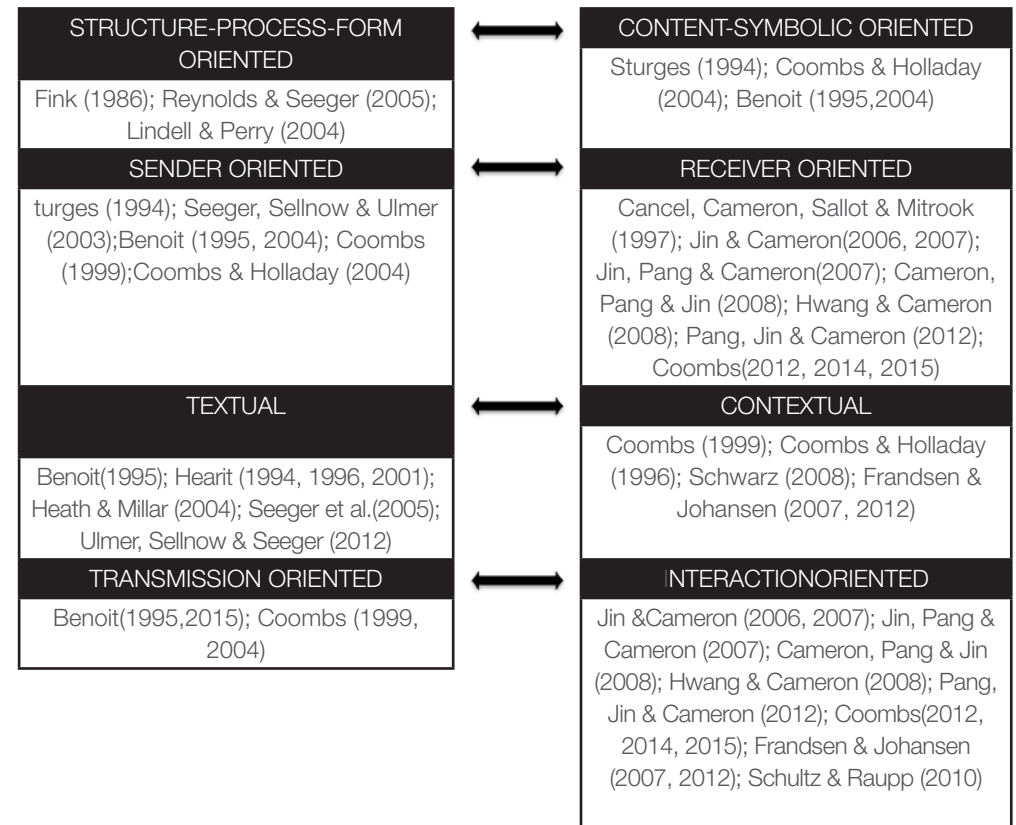 STRUCTURE-PROCESS-FORM
ORIENTED
Fink (1986); Reynolds & Seeger (2005);
Lindell & Perry (2004)
CONTENT-SYMBOLIC ORIENTED
Sturges (1994); Coombs & Holladay
(2004); Benoit (1995,2004)
SENDER ORIENTED
turges (1994); Seeger, Sellnow & Ulmer
(2003);Benoit (1995, 2004); Coombs
(1999);Coombs & Holladay (2004)
RECEIVER ORIENTED
Cancel, Cameron, Sallot & Mitrook
(1997); Jin & Cameron(2006, 2007);
Jin, Pang & Cameron(2007); Cameron,
Pang & Jin (2008); Hwang & Cameron
(2008); Pang, Jin & Cameron (2012);
Coombs(2012, 2014, 2015)
TEXTUAL
Benoit(1995); Hearit (1994, 1996, 2001);
Heath & Millar (2004); Seeger et al.(2005);
Ulmer, Sellnow & Seeger (2012)
CONTEXTUAL
Coombs (1999); Coombs & Holladay
(1996); Schwarz (2008); Frandsen &
Johansen (2007, 2012)
TRANSMISSION ORIENTED
Benoit(1995,2015); Coombs (1999,
2004)
INTERACTIONORIENTED
Jin &Cameron (2006, 2007); Jin, Pang &
Cameron (2007); Cameron, Pang & Jin
(2008); Hwang & Cameron (2008); Pang,
Jin & Cameron (2012); Coombs(2012,
2014, 2015); Frandsen & Johansen
(2007, 2012); Schultz & Raupp (2010)